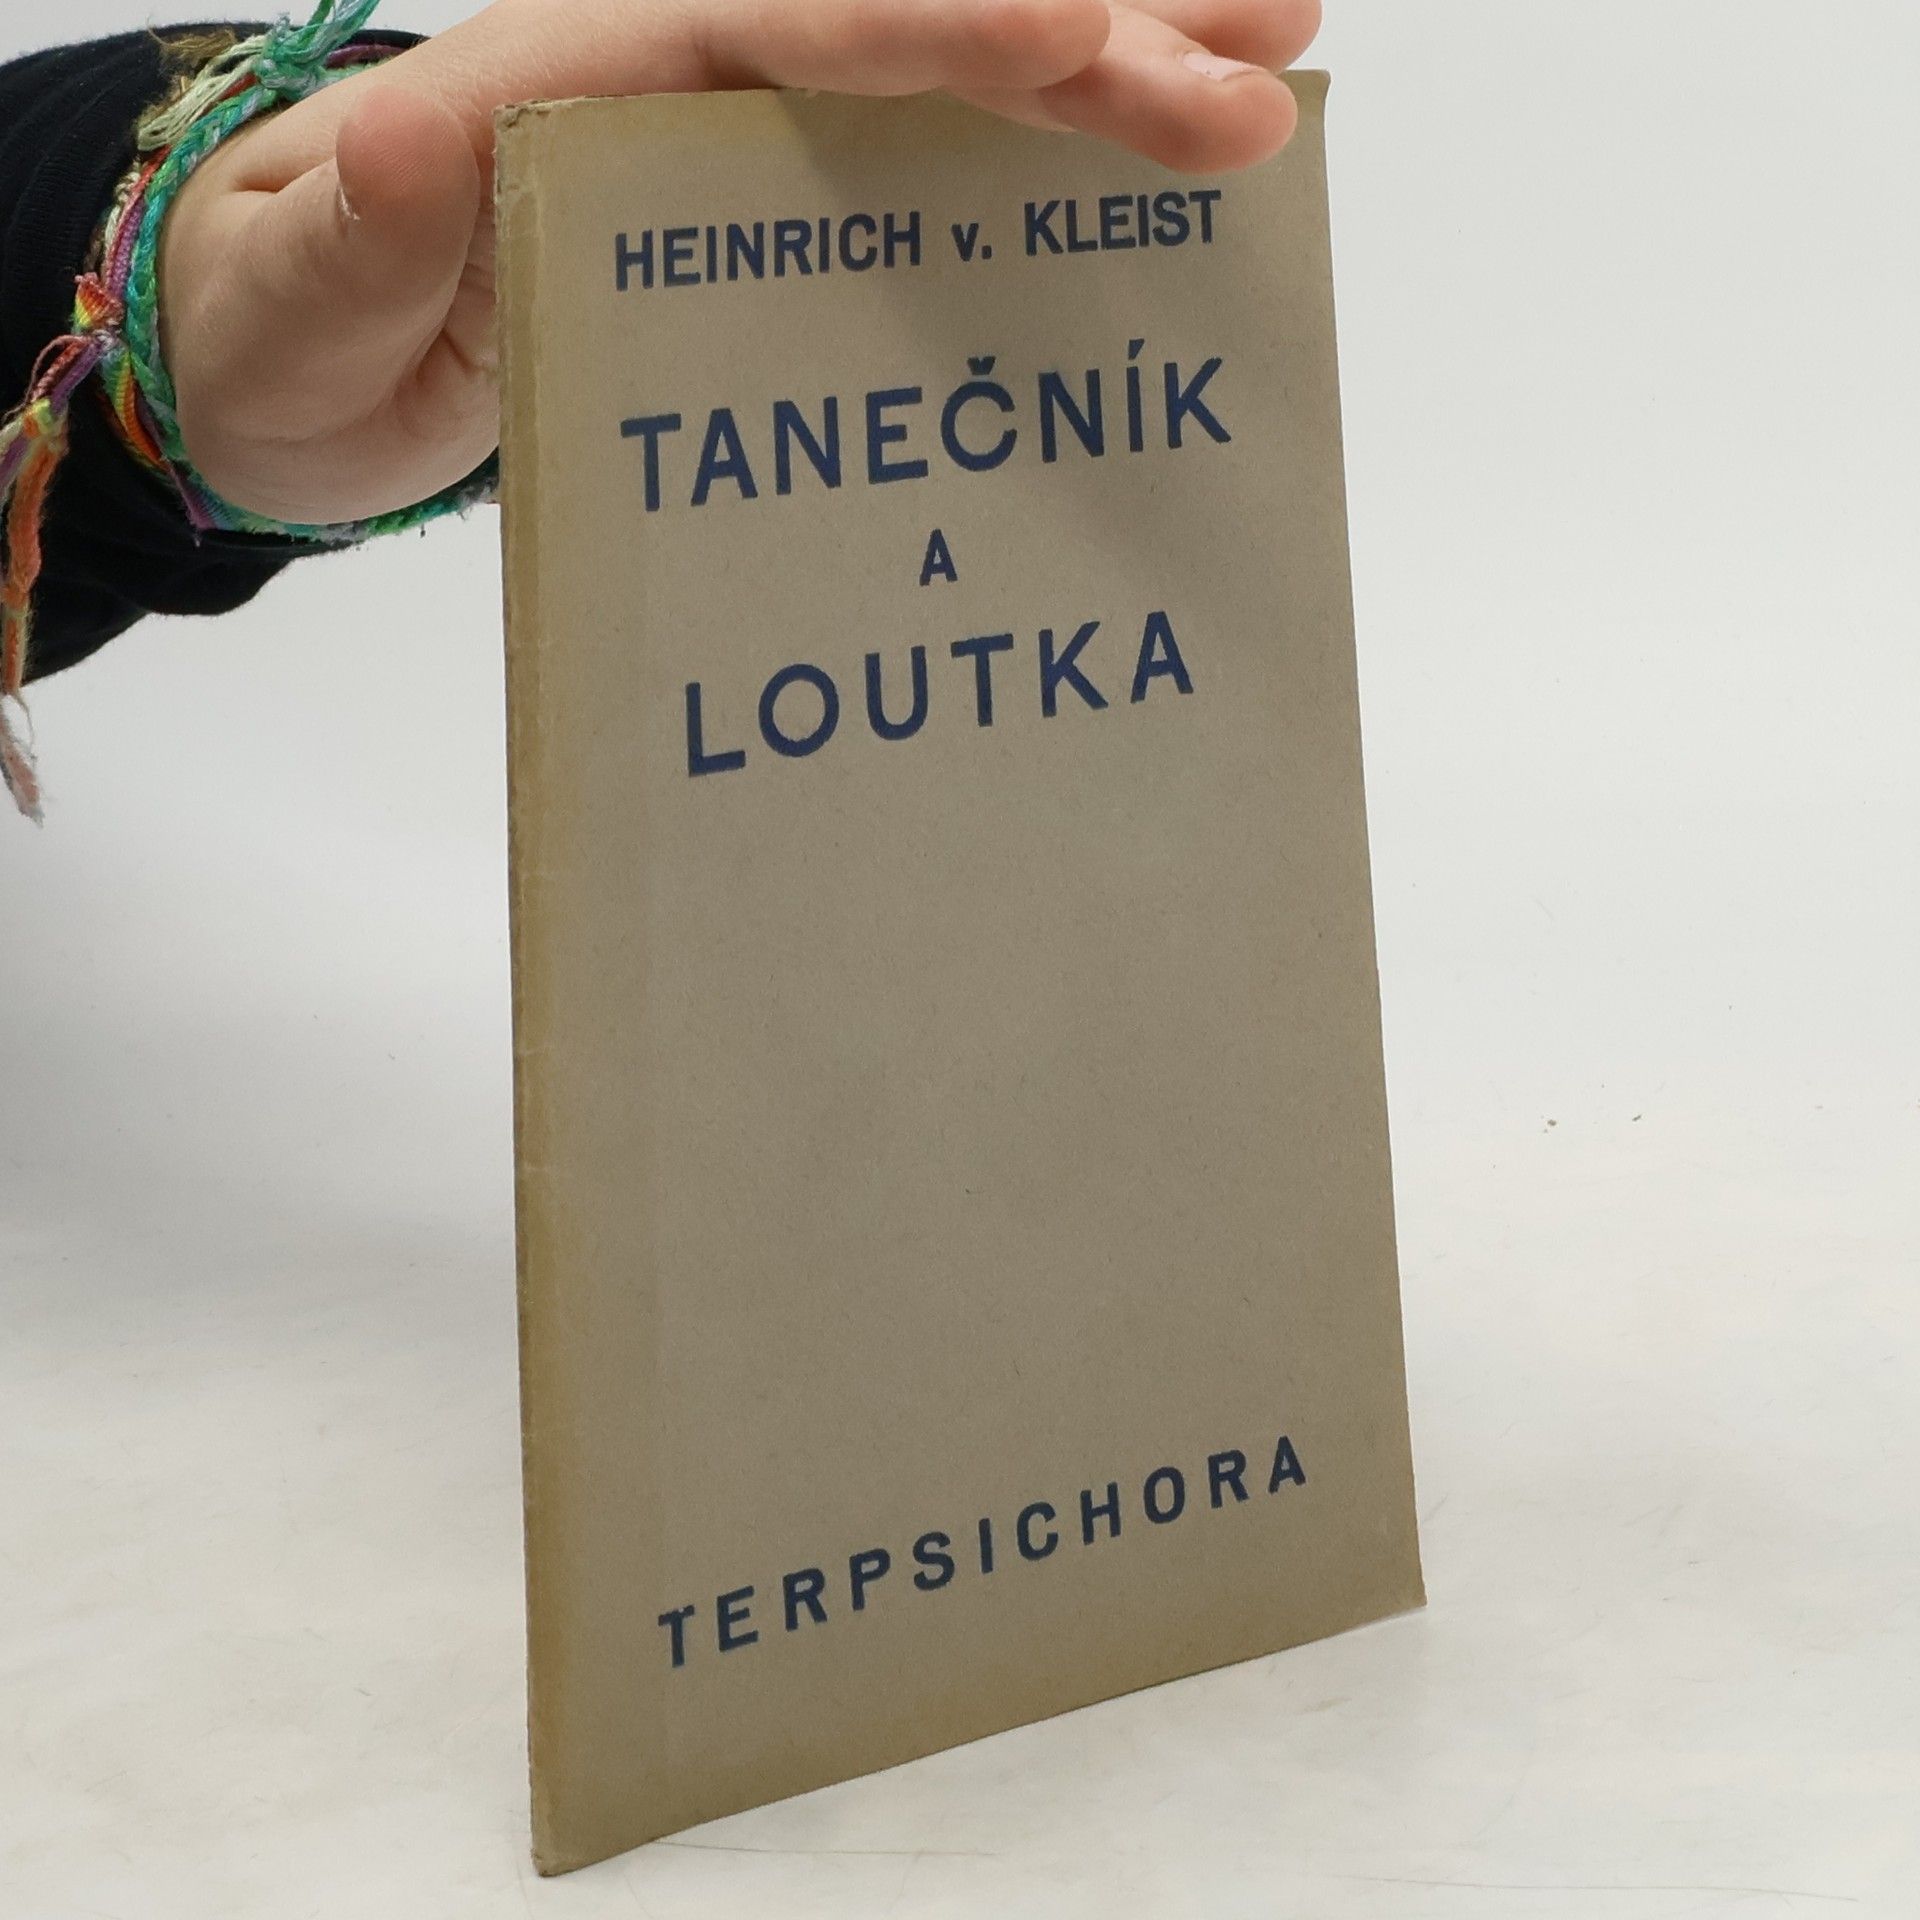 HEINRICH v. KLEIST
TANEČNÍK
A
LOUTKA
TERPSICHORA